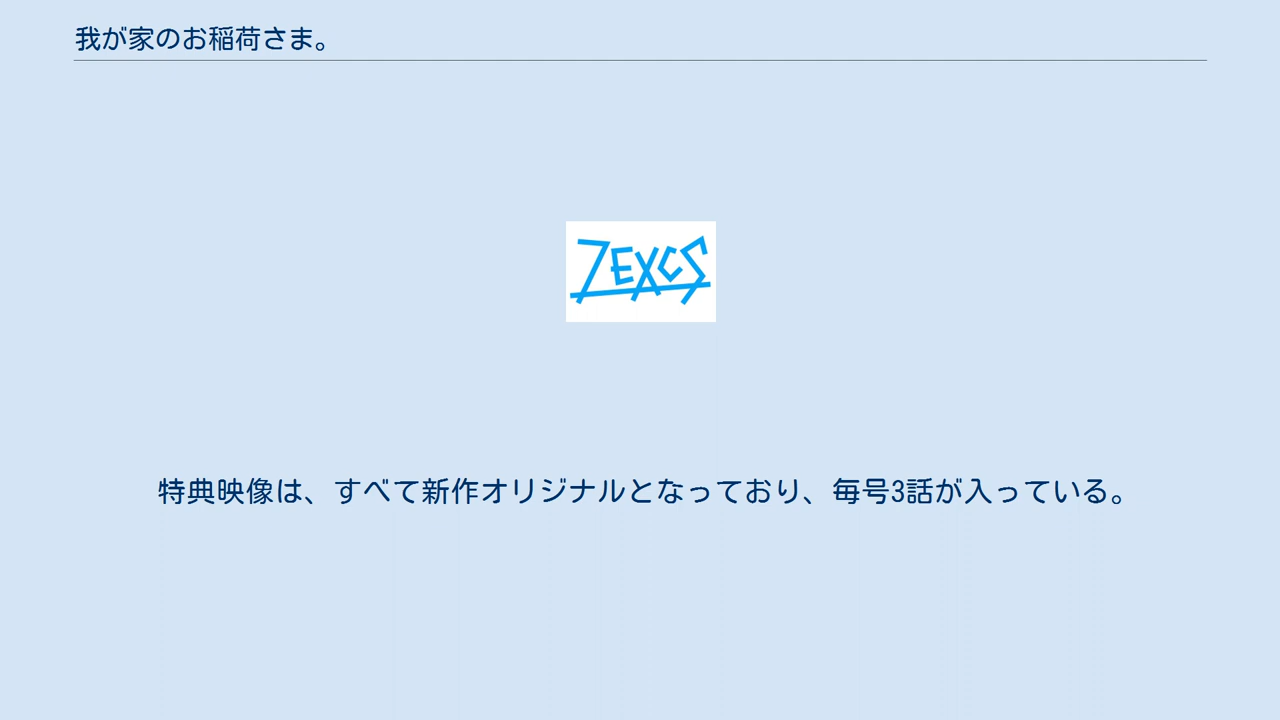 我が家のお稲荷さま。
ZEXCS
特典映像は、すべて新作オリジナルとなっており、毎号3話が入っている。